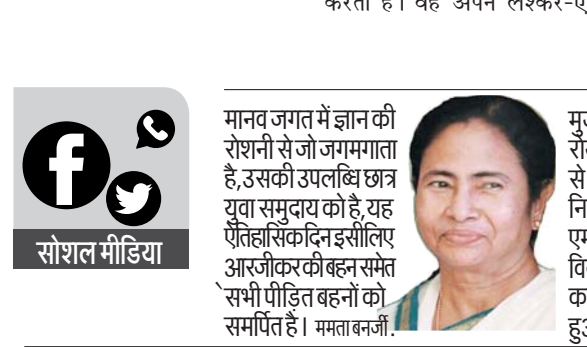 करता है। वह अपने लश्कर-ए
सोशल मीडिया
मानव जगत में ज्ञान की
रोशनी से जो जगमगाता
है,उसकी उपलब्धि छात्र
युवा समुदाय को है,यह
ऐतिहासिक दिन इसीलिए
आरजीकर की बहन समेत
सभी पीड़ित बहनों को
समर्पित है। ममता बनर्जी.